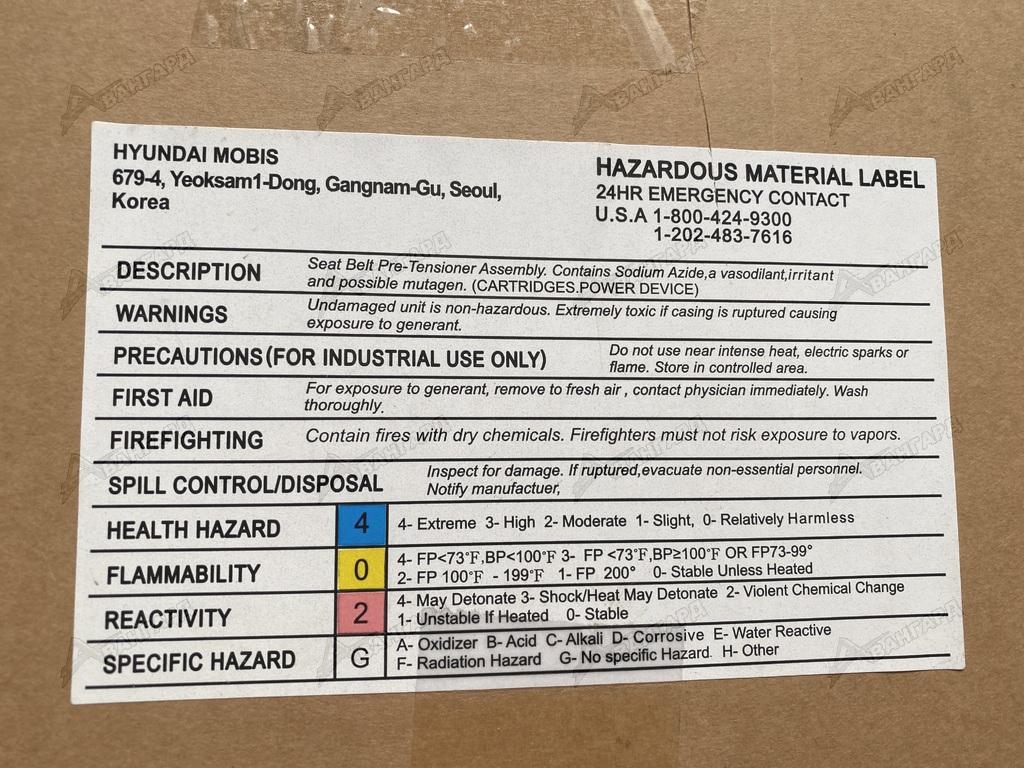 HYUNDAI MOBIS
679-4, Yeoksam1-Dong, Gangnam-Gu, Seoul,
Korea
HAZARDOUS MATERIAL LABEL
24HR EMERGENCY CONTACT
U.S.A 1-800-424-9300
1-202-483-7616
DESCRIPTION
Seat Belt Pre-Tensioner Assembly. Contains Sodium Azide,a vasodilant,irritant
and possible mutagen. (CARTRIDGES.POWER DEVICE)
WARNINGS
Undamaged unit is non-hazardous. Extremely toxic if casing is ruptured causing
exposure to generant.
PRECAUTIONS(FOR INDUSTRIAL USE ONLY)
Do not use near intense heat, electric sparks or
flame. Store in controlled area.
FIRST AID
For exposure to generant, remove to fresh air , contact physician immediately. Wash
thoroughly.
FIREFIGHTING
Contain fires with dry chemicals. Firefighters must not risk exposure to vapors.
SPILL CONTROL/DISPOSAL
Inspect for damage. If ruptured,evacuate non-essential personnel.
Notify manufactuer,
HEALTH HAZARD 4 4- Extreme 3- High 2- Moderate 1- Slight, 0- Relatively Harmless
FLAMMABILITY 0
4- FP<73°F,BP<100°F 3- FP <73°F,BP≥100°F OR FP73-99°
2- FP 100°F - 199°F 1- FP 200° 0- Stable Unless Heated
REACTIVITY 2
4- May Detonate 3- Shock/Heat May Detonate 2- Violent Chemical Change
1- Unstable If Heated 0- Stable
SPECIFIC HAZARD G
A- Oxidizer B- Acid C- Alkali D- Corrosive E- Water Reactive
F- Radiation Hazard G- No specific Hazard. H- Other
АВАНГАРД